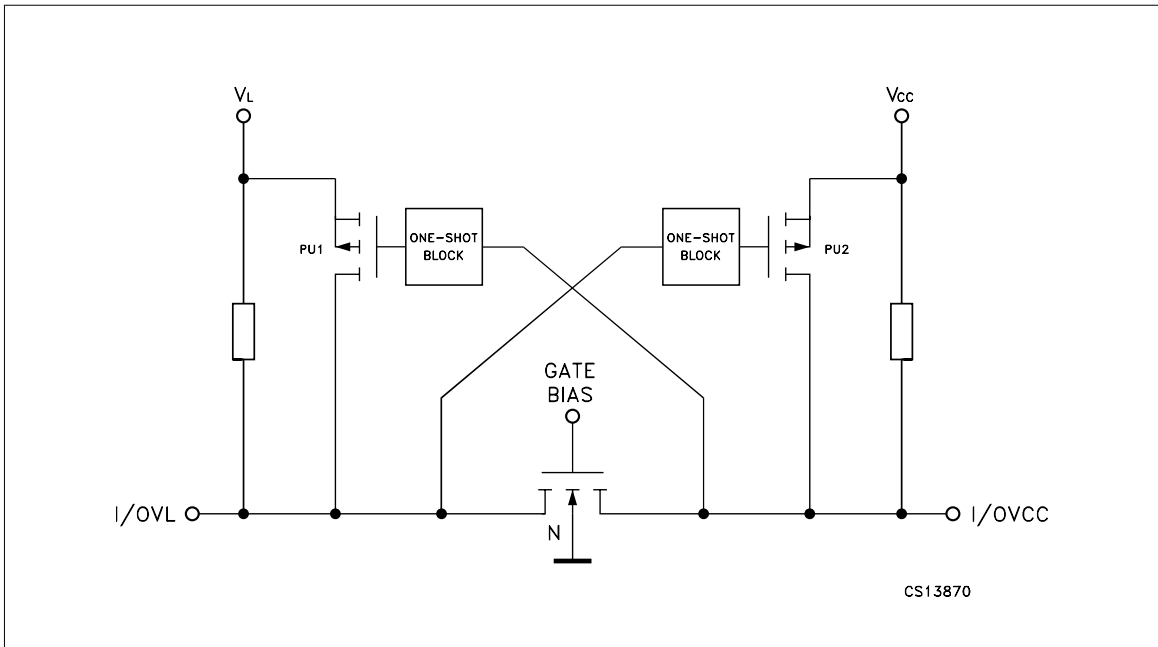 VL
VCC
ONE-SHOT
BLOCK
ONE-SHOT
BLOCK
PU1
PU2
GATE
BIAS
I/OVL
N
I/OVCC
CS13870